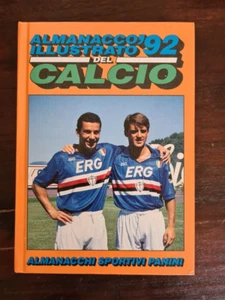 ALMANACCO
ILLUSTRATO '92
DEL
CALCIO
ERG
ERG
ALMANACCHI SPORTIVI PANINI